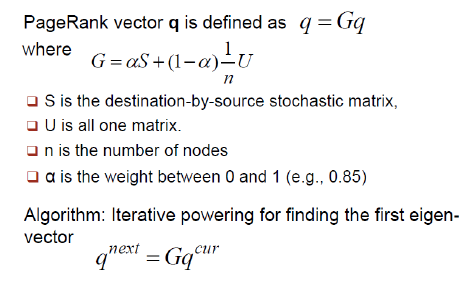 PageRank vector q is defined as q = Gq
where
G = αS + (1 − α) 1/n U
❑ S is the destination-by-source stochastic matrix,
❑ U is all one matrix.
❑ n is the number of nodes
❑ α is the weight between 0 and 1 (e.g., 0.85)
Algorithm: Iterative powering for finding the first eigen-
vector
q^next = Gq^cur